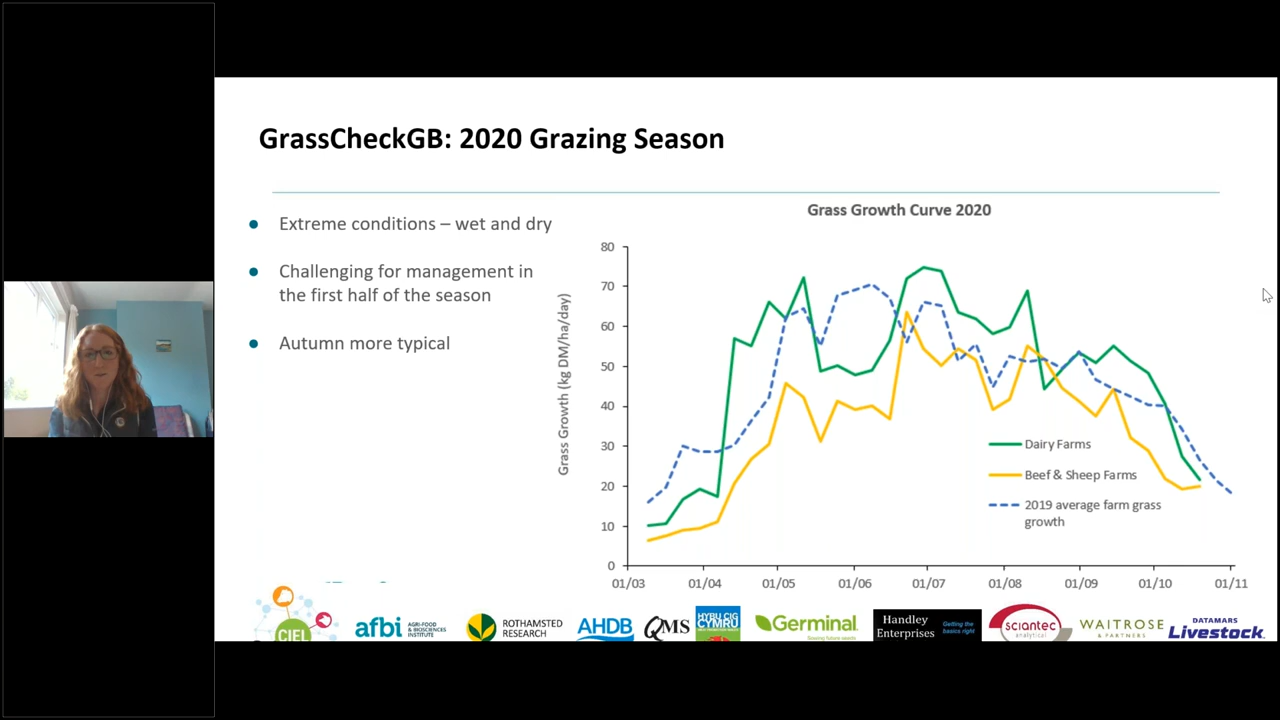 GrassCheckGB: 2020 Grazing Season
Extreme conditions – wet and dry
Challenging for management in
the first half of the season
Autumn more typical
Grass Growth Curve 2020
Grass Growth (kg DM/ha/day)
80
70
60
50
40
30
20
10
0
01/03 01/04 01/05 01/06 01/07 01/08 01/09 01/10 01/11
Dairy Farms
Beef & Sheep Farms
2019 average farm grass
growth
CIEL
afbi
AGRI-FOOD
& BIOSCIENCES
INSTITUTE
ROTHAMSTED
RESEARCH
AHDB
QMS
HYBU CIG
CYMRU
Germinal
Sowing future seeds
Handley
Enterprises
Getting the
basics right
sciantec
analytical
WAITROSE
& PARTNERS
DATAMARS
Livestock